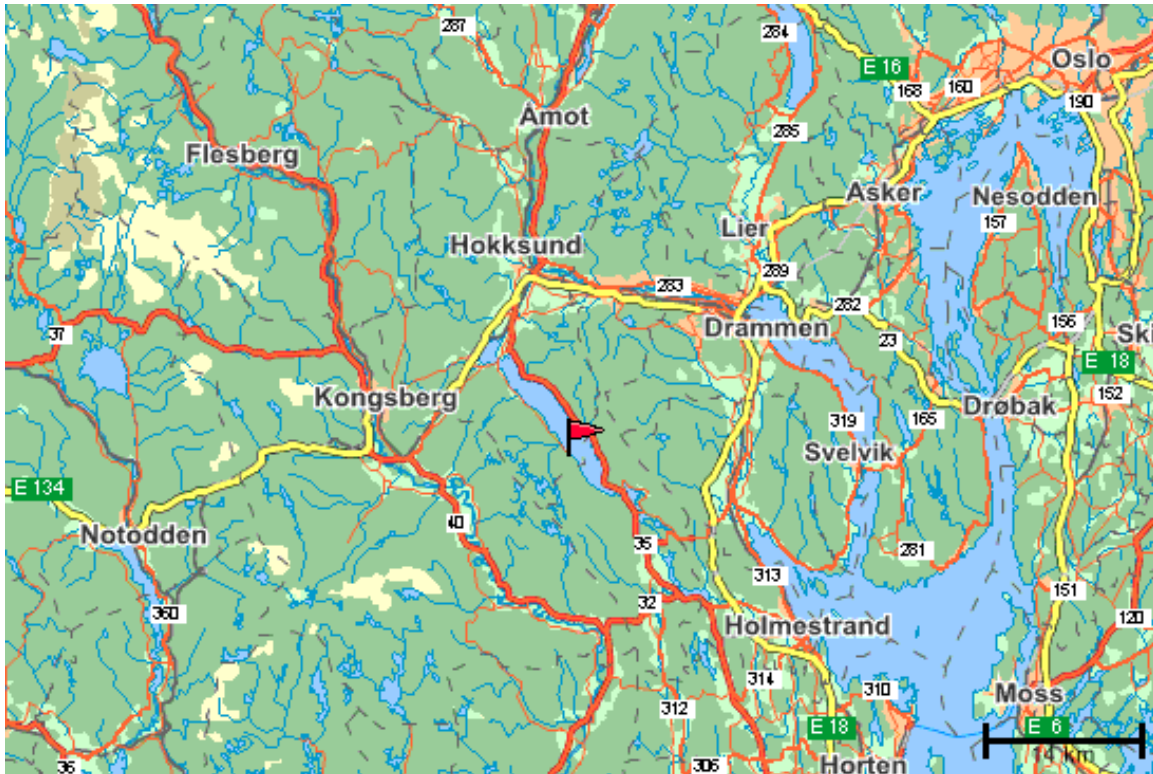 287
284
E 16
Oslo
168
160
190
Åmot
285
Flesberg
Asker
Nesodden
157
Lier
Hokksund
289
283
282
Drammen
37
23
156
Ski
E 18
Kongsberg
152
Drøbak
319
165
Svelvik
E 134
40
Notodden
35
281
313
151
360
32
120
Holmestrand
314
310
Moss
312
E 18
E 6
14 km
36
306
Horten